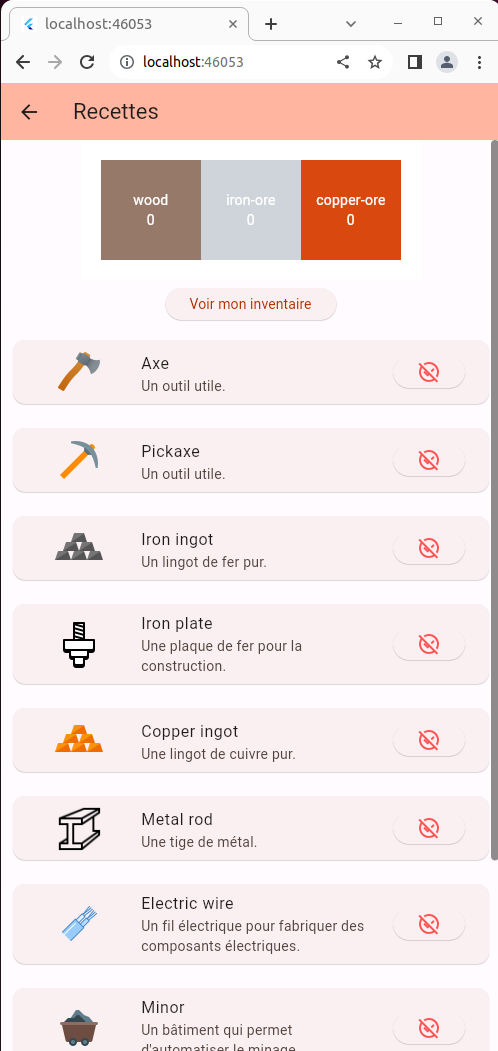 localhost:46053
localhost:46053
Recettes
wood
0
iron-ore
0
copper-ore
0
Voir mon inventaire
Axe
Un outil utile.
Pickaxe
Un outil utile.
Iron ingot
Un lingot de fer pur.
Iron plate
Une plaque de fer pour la
construction.
Copper ingot
Une lingot de cuivre pur.
Metal rod
Une tige de métal.
Electric wire
Un fil électrique pour fabriquer des
composants électriques.
Minor
Un bâtiment qui permet
d'automatiser le minage